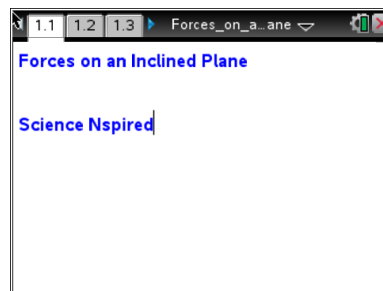 1.1 1.2 1.3 Forces_on_a...ane
Forces on an Inclined Plane
Science Nspired